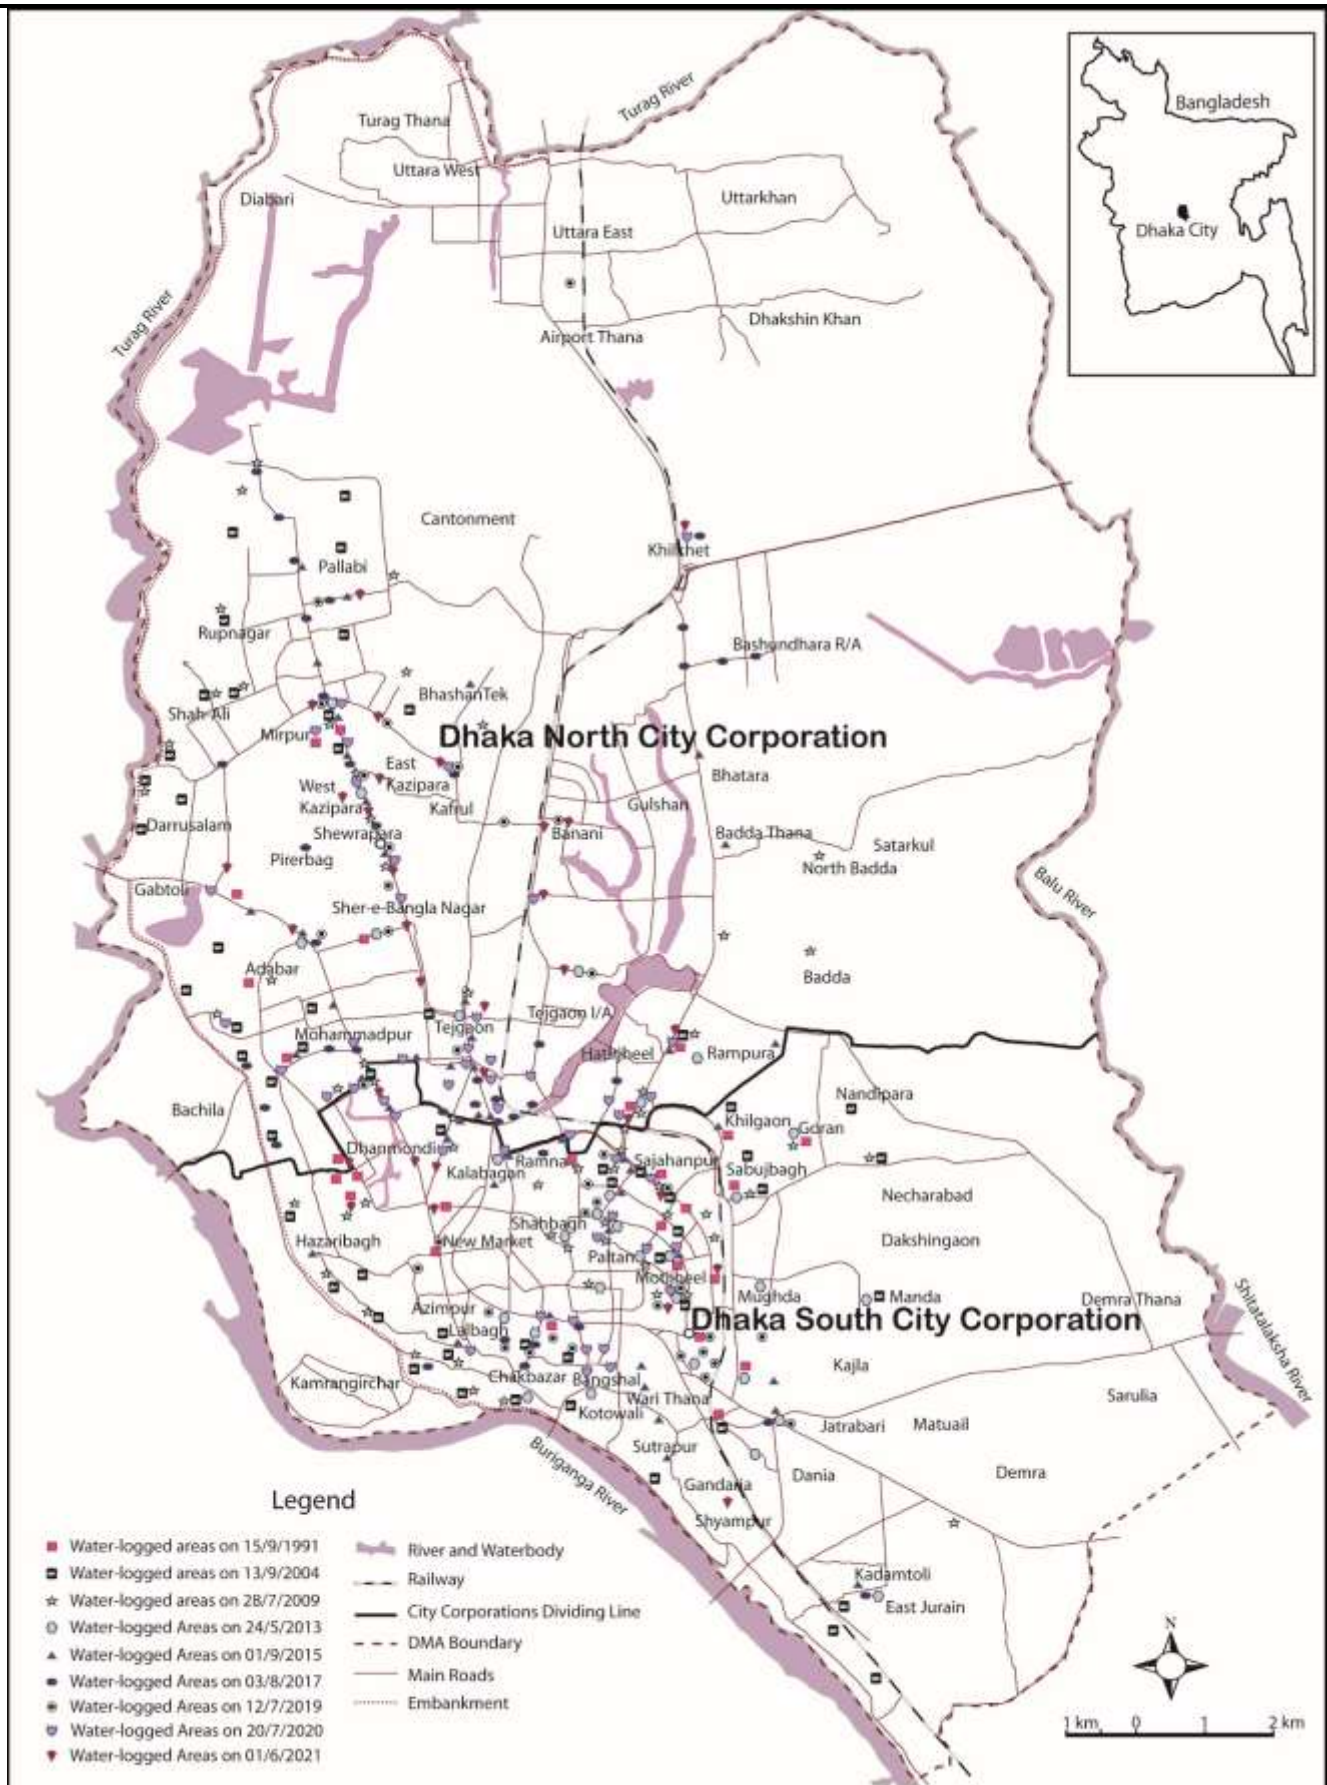 Bangladesh
Dhaka City
Turag River
Turag Thana
Uttara West
Diabari
Uttarkhan
Uttara East
Turag River
Dhakshin Khan
Airport Thana
Cantonment
Khilkhet
Pallabi
Rupnagar
Bashundhara R/A
BhashanTek
Shah Ali
Mirpur
Dhaka North City Corporation
East
Kazipara
Bhatara
West
Kazipara
Kafrul
Gulshan
Darrusalam
Shewrapara
Banani
Badda Thana
Satarkul
Pirerbag
North Badda
Gabtoli
Balu River
Sher-e-Bangla Nagar
Adabar
Badda
Tejgaon I/A
Mohammadpur
Tejgaon
Hatirjheel
Rampura
Nandipara
Bachila
Khilgaon
Goran
Dhanmondi
Kalabagan
Ramna
Sajahanpur
Sabujbagh
Necharabad
Shahbagh
Hazaribagh
New Market
Dakshingaon
Paltan
Motijheel
Mughda
Manda
Demra Thana
Shitatalaksha River
Azimpur
Dhaka South City Corporation
Lalbagh
Kajla
Kamrangirchar
Chakbazar
Bangshal
Sarulia
Wari Thana
Kotowali
Jatrabari
Matuail
Sutrapur
Buriganga River
Dania
Demra
Gandaria
Shyampur
Kadamtoli
East Jurain
Legend
Water-logged areas on 15/9/1991
Water-logged areas on 13/9/2004
Water-logged areas on 28/7/2009
Water-logged Areas on 24/5/2013
Water-logged Areas on 01/9/2015
Water-logged Areas on 03/8/2017
Water-logged Areas on 12/7/2019
Water-logged Areas on 20/7/2020
Water-logged Areas on 01/6/2021
River and Waterbody
Railway
City Corporations Dividing Line
DMA Boundary
Main Roads
Embankment
N
1 km 0 1 2 km